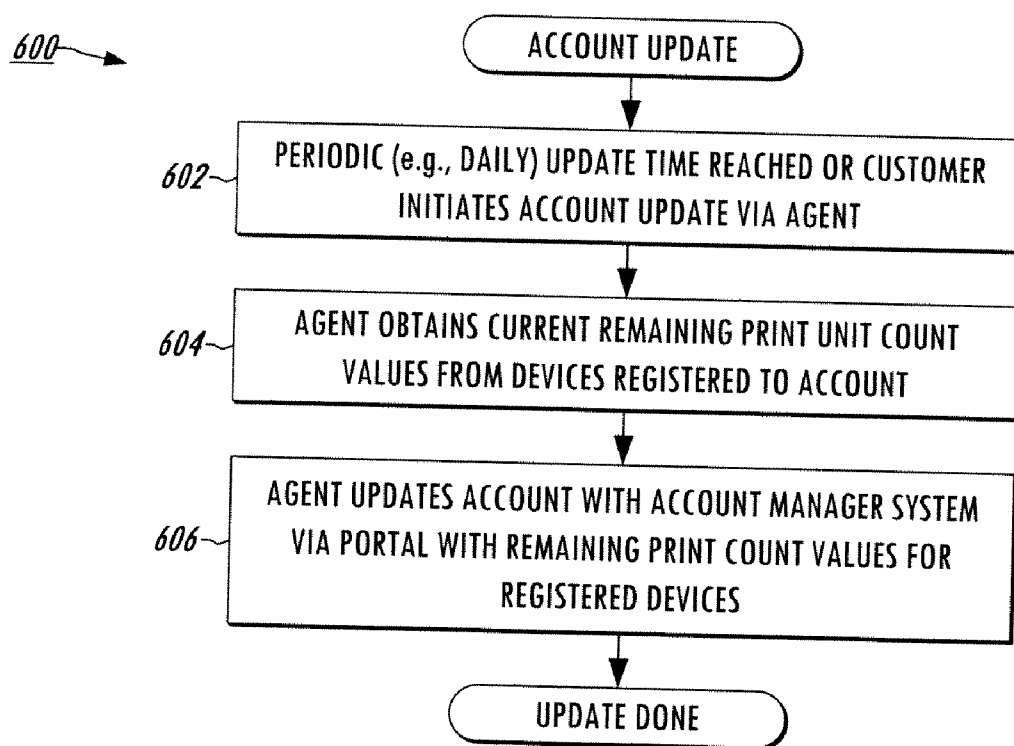 600
ACCOUNT UPDATE
602
PERIODIC (e.g., DAILY) UPDATE TIME REACHED OR CUSTOMER
INITIATES ACCOUNT UPDATE VIA AGENT
604
AGENT OBTAINS CURRENT REMAINING PRINT UNIT COUNT
VALUES FROM DEVICES REGISTERED TO ACCOUNT
606
AGENT UPDATES ACCOUNT WITH ACCOUNT MANAGER SYSTEM
VIA PORTAL WITH REMAINING PRINT COUNT VALUES FOR
REGISTERED DEVICES
UPDATE DONE